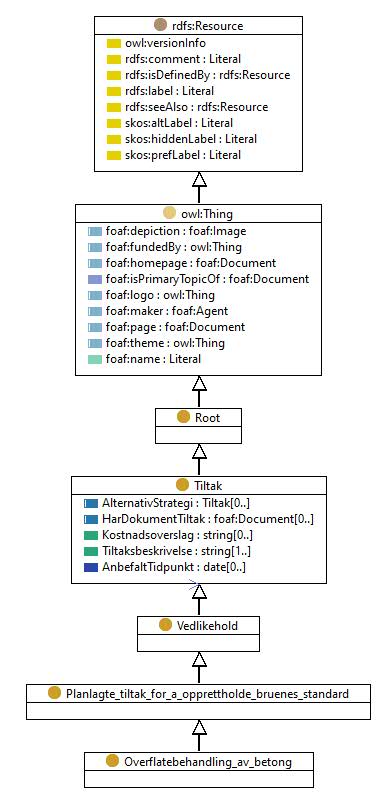 rdfs:Resource
owl:versionInfo
rdfs:comment : Literal
rdfs:isDefinedBy : rdfs:Resource
rdfs:label : Literal
rdfs:seeAlso : rdfs:Resource
skos:altLabel : Literal
skos:hiddenLabel : Literal
skos:prefLabel : Literal
owl:Thing
foaf:depiction : foaf:Image
foaf:fundedBy : owl:Thing
foaf:homepage : foaf:Document
foaf:isPrimaryTopicOf : foaf:Document
foaf:logo : owl:Thing
foaf:maker : foaf:Agent
foaf:page : foaf:Document
foaf:theme : owl:Thing
foaf:name : Literal
Root
Tiltak
AlternativStrategi : Tiltak[0..]
HarDokumentTiltak : foaf:Document[0..]
Kostnadsoverslag : string[0..]
Tiltaksbeskrivelse : string[1..]
AnbefaltTidpunkt : date[0..]
Vedlikehold
Planlagte_tiltak_for_a_opprettholde_bruenes_standard
Overflatebehandling_av_betong